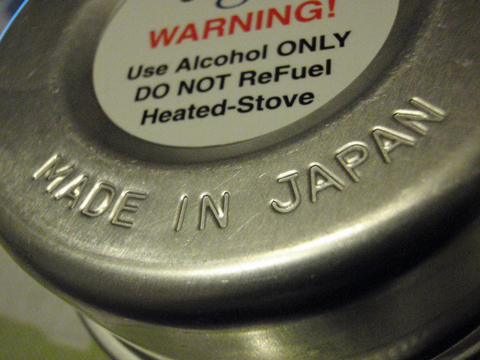 WARNING!
Use Alcohol ONLY
DO NOT ReFuel
Heated-Stove
MADE IN JAPAN